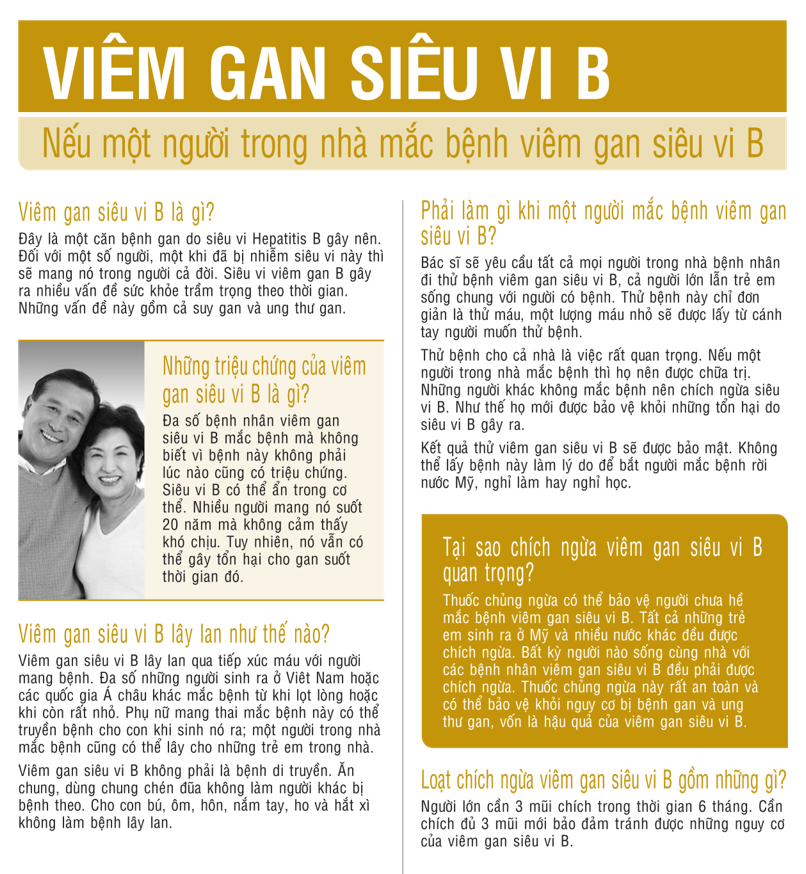 VIÊM GAN SIÊU VI B
Nếu một người trong nhà mắc bệnh viêm gan siêu vi B
Viêm gan siêu vi B là gì?
Đây là một căn bệnh gan do siêu vi Hepatitis B gây nên.
Đối với một số người, một khi đã bị nhiễm siêu vi này thì
sẽ mang nó trong người cả đời. Siêu vi viêm gan B gây
ra nhiều vấn đề sức khỏe trầm trọng theo thời gian.
Những vấn đề này gồm cả suy gan và ung thư gan.
Những triệu chứng của viêm
gan siêu vi B là gì?
Đa số bệnh nhân viêm gan
siêu vi B mắc bệnh mà không
biết vì bệnh này không phải
lúc nào cũng có triệu chứng.
Siêu vi B có thể ẩn trong cơ
thể. Nhiều người mang nó suốt
20 năm mà không cảm thấy
khó chịu. Tuy nhiên, nó vẫn có
thể gây tổn hại cho gan suốt
thời gian đó.
Viêm gan siêu vi B lây lan như thế nào?
Viêm gan siêu vi B lây lan qua tiếp xúc máu với người
mang bệnh. Đa số những người sinh ra ở Viêt Nam hoặc
các quốc gia Á châu khác mắc bệnh từ khi lọt lòng hoặc
khi còn rất nhỏ. Phụ nữ mang thai mắc bệnh này có thể
truyền bệnh cho con khi sinh nó ra; một người trong nhà
mắc bệnh cũng có thể lây cho những trẻ em trong nhà.
Viêm gan siêu vi B không phải là bệnh di truyền. Ăn
chung, dùng chung chén đũa không làm người khác bị
bệnh theo. Cho con bú, ôm, hôn, nắm tay, ho và hắt xì
không làm bệnh lây lan.
Phải làm gì khi một người mắc bệnh viêm gan
siêu vi B?
Bác sĩ sẽ yêu cầu tất cả mọi người trong nhà bệnh nhân
đi thử bệnh viêm gan siêu vi B, cả người lớn lẫn trẻ em
sống chung với người có bệnh. Thử bệnh này chỉ đơn
giản là thử máu, một lượng máu nhỏ sẽ được lấy từ cánh
tay người muốn thử bệnh.
Thử bệnh cho cả nhà là việc rất quan trọng. Nếu một
người trong nhà mắc bệnh thì họ nên được chữa trị.
Những người khác không mắc bệnh nên chích ngừa siêu
vi B. Như thế họ mới được bảo vệ khỏi những tổn hại do
siêu vi B gây ra.
Kết quả thử viêm gan siêu vi B sẽ được bảo mật. Không
thể lấy bệnh này làm lý do để bắt người mắc bệnh rời
nước Mỹ, nghỉ làm hay nghỉ học.
Tại sao chích ngừa viêm gan siêu vi B
quan trọng?
Thuốc chủng ngừa có thể bảo vệ người chưa hề
mắc bệnh viêm gan siêu vi B. Tất cả những trẻ
em sinh ra ở Mỹ và nhiều nước khác đều được
chích ngừa. Bất kỳ người nào sống cùng nhà với
các bệnh nhân viêm gan siêu vi B đều phải được
chích ngừa. Thuốc chủng ngừa này rất an toàn và
có thể bảo vệ khỏi nguy cơ bị bệnh gan và ung
thư gan, vốn là hậu quả của viêm gan siêu vi B.
Loạt chích ngừa viêm gan siêu vi B gồm những gì?
Người lớn cần 3 mũi chích trong thời gian 6 tháng. Cần
chích đủ 3 mũi mới bảo đảm tránh được những nguy cơ
của viêm gan siêu vi B.